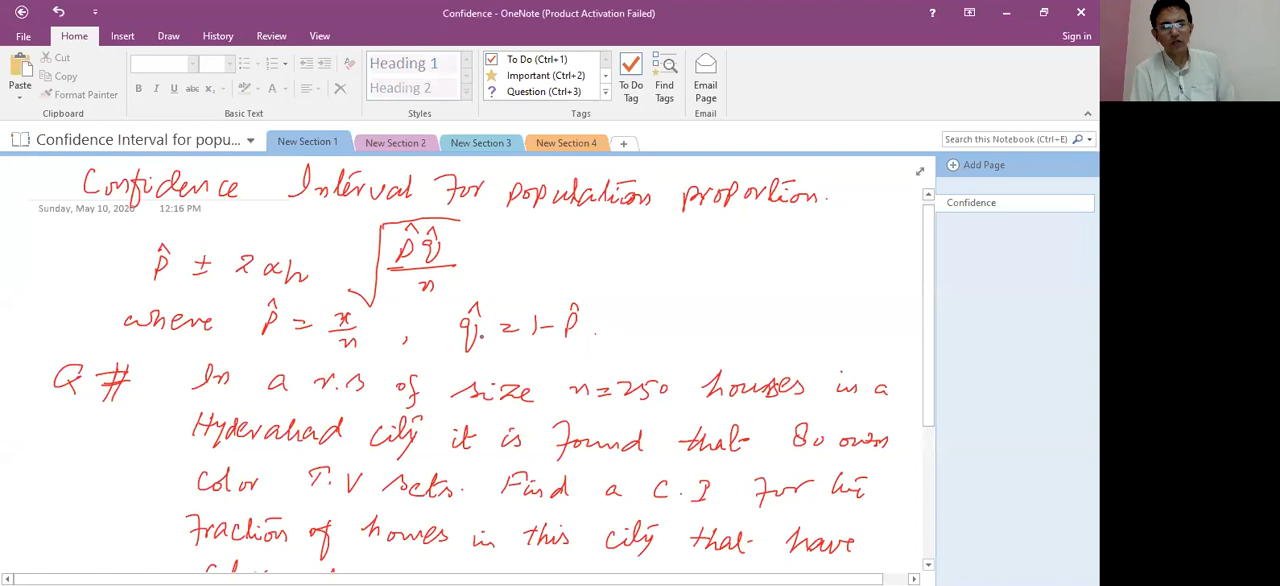 Confidence - OneNote (Product Activation Failed)
File Home Insert Draw History Review View
Sign in
Paste
Cut
Copy
Format Painter
Clipboard
B I U abc X₂ A
Basic Text
Heading 1
Heading 2
Styles
To Do (Ctrl+1)
Important (Ctrl+2)
Question (Ctrl+3)
To Do Tag
Find Tags
Tags
Email Page
Email
Confidence Interval for popu...
New Section 1 New Section 2 New Section 3 New Section 4
Search this Notebook (Ctrl+E)
Add Page
Confidence
Confidence Interval For population proportion.
Sunday, May 10, 2020 12:16 PM
p̂ ± z α/2 √(p̂ q̂ / n)
where p̂ = x/n , q̂ = 1 - p̂ .
Q # In a r.s of size n=250 houses in a
Hyderabad city it is found that 80 own
color T.V sets. Find a C.I For the
Fraction of houses in this city that have